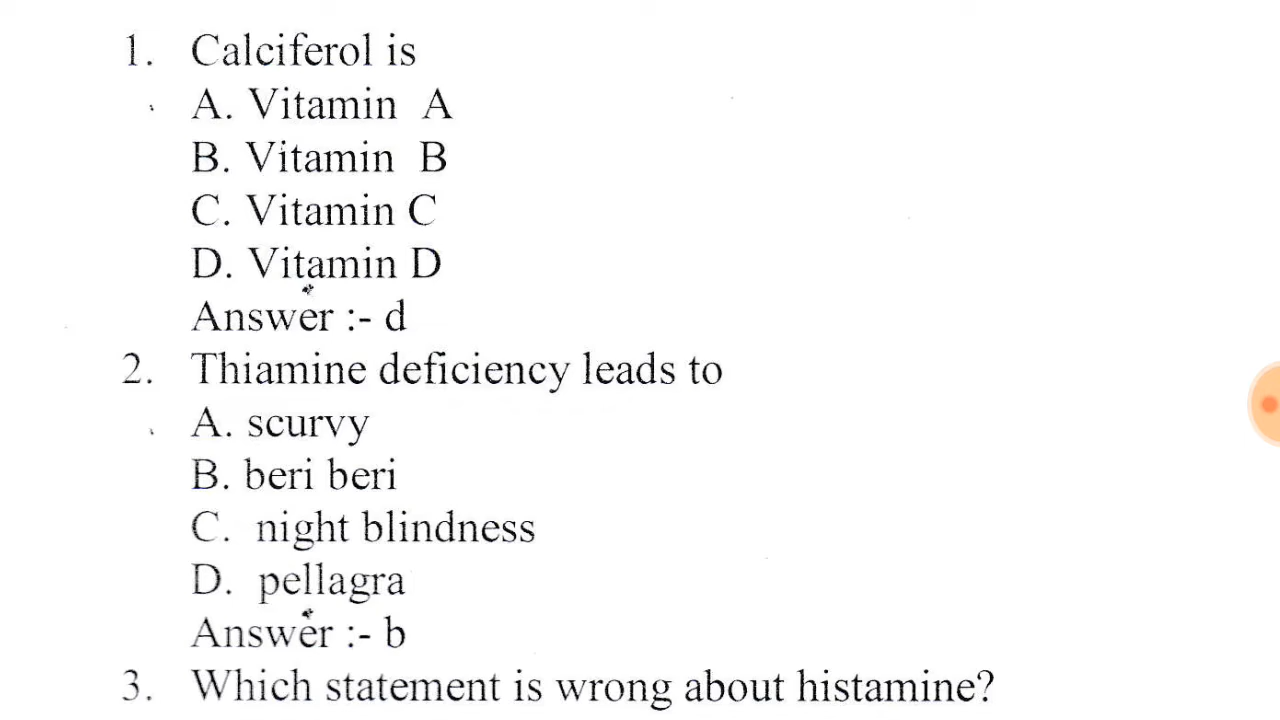 1. Calciferol is
A. Vitamin A
B. Vitamin B
C. Vitamin C
D. Vitamin D
Answer :- d
2. Thiamine deficiency leads to
A. scurvy
B. beri beri
C. night blindness
D. pellagra
Answer :- b
3. Which statement is wrong about histamine?